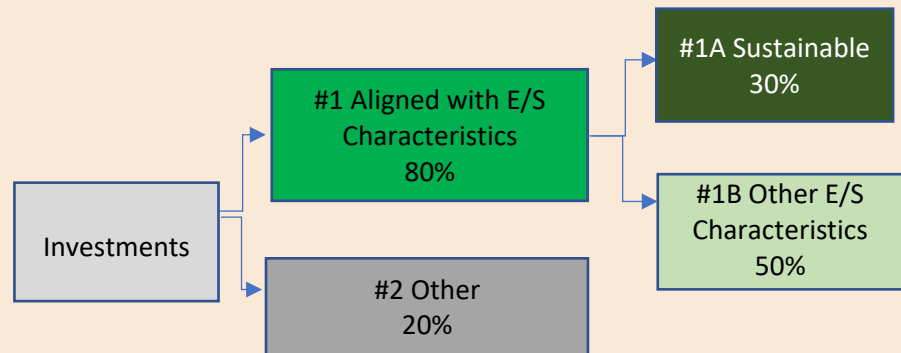 #1A Sustainable
30%
#1 Aligned with E/S
Characteristics
80%
#1B Other E/S
Characteristics
50%
Investments
#2 Other
20%